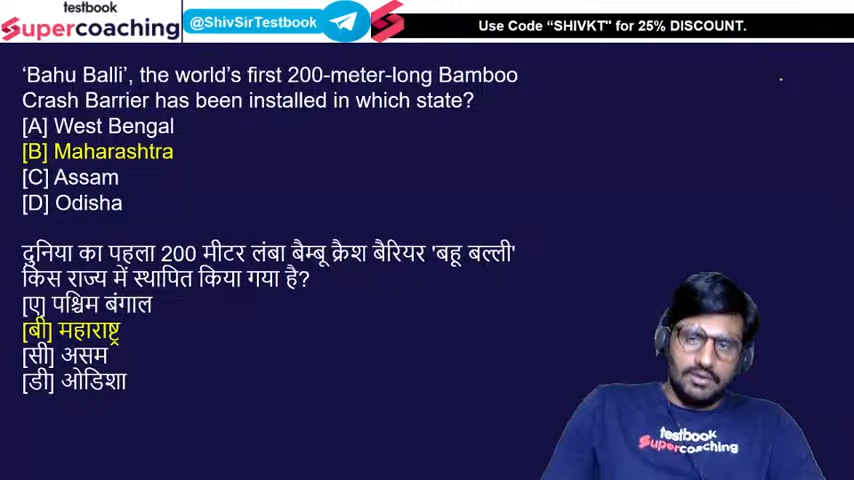 testbook
Supercoaching
@ShivSirTestbook
Use Code “SHIVKT" for 25% DISCOUNT.
‘Bahu Balli’, the world’s first 200-meter-long Bamboo
Crash Barrier has been installed in which state?
[A] West Bengal
[B] Maharashtra
[C] Assam
[D] Odisha
दुनिया का पहला 200 मीटर लंबा बैम्बू क्रैश बैरियर 'बहू बल्ली'
किस राज्य में स्थापित किया गया है?
[ए] पश्चिम बंगाल
[बी] महाराष्ट्र
[सी] असम
[डी] ओडिशा
testbook
Supercoaching